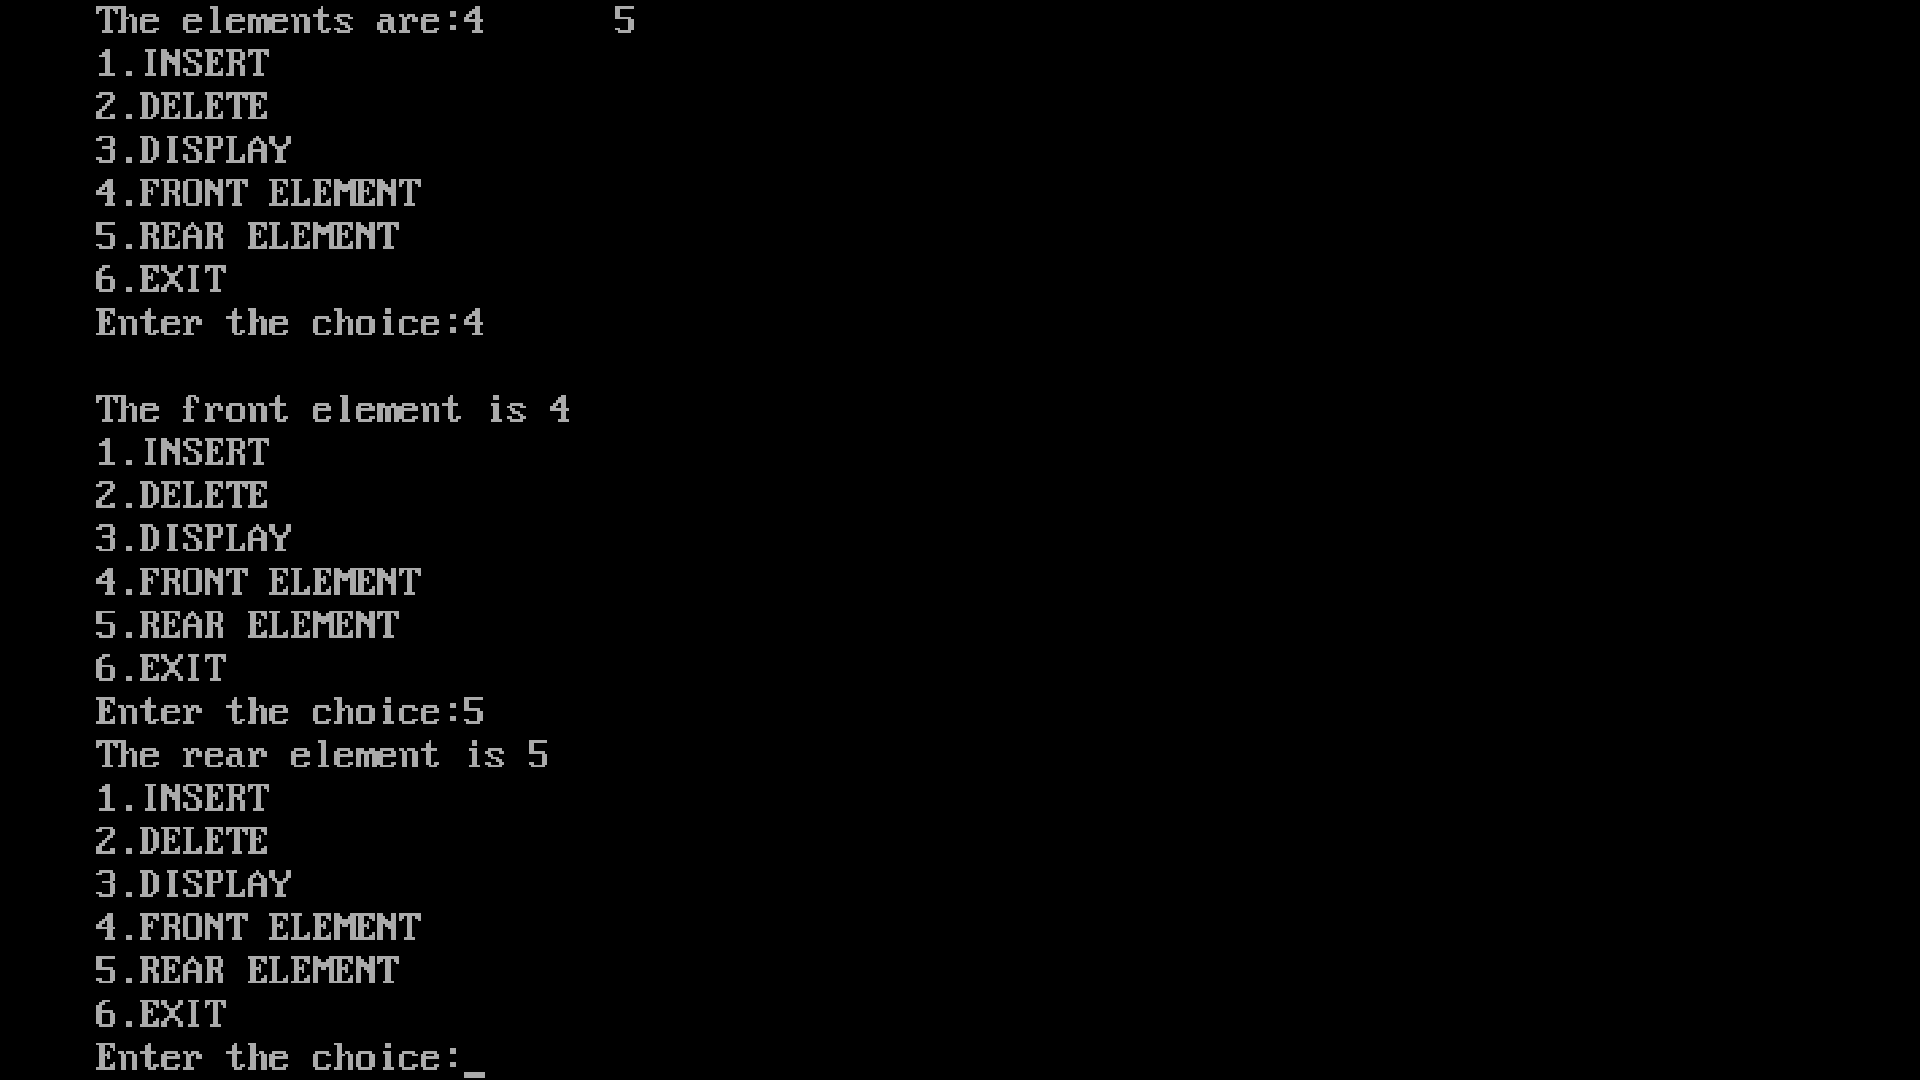 The elements are:4      5
1.INSERT
2.DELETE
3.DISPLAY
4.FRONT ELEMENT
5.REAR ELEMENT
6.EXIT
Enter the choice:4
The front element is 4
1.INSERT
2.DELETE
3.DISPLAY
4.FRONT ELEMENT
5.REAR ELEMENT
6.EXIT
Enter the choice:5
The rear element is 5
1.INSERT
2.DELETE
3.DISPLAY
4.FRONT ELEMENT
5.REAR ELEMENT
6.EXIT
Enter the choice:_